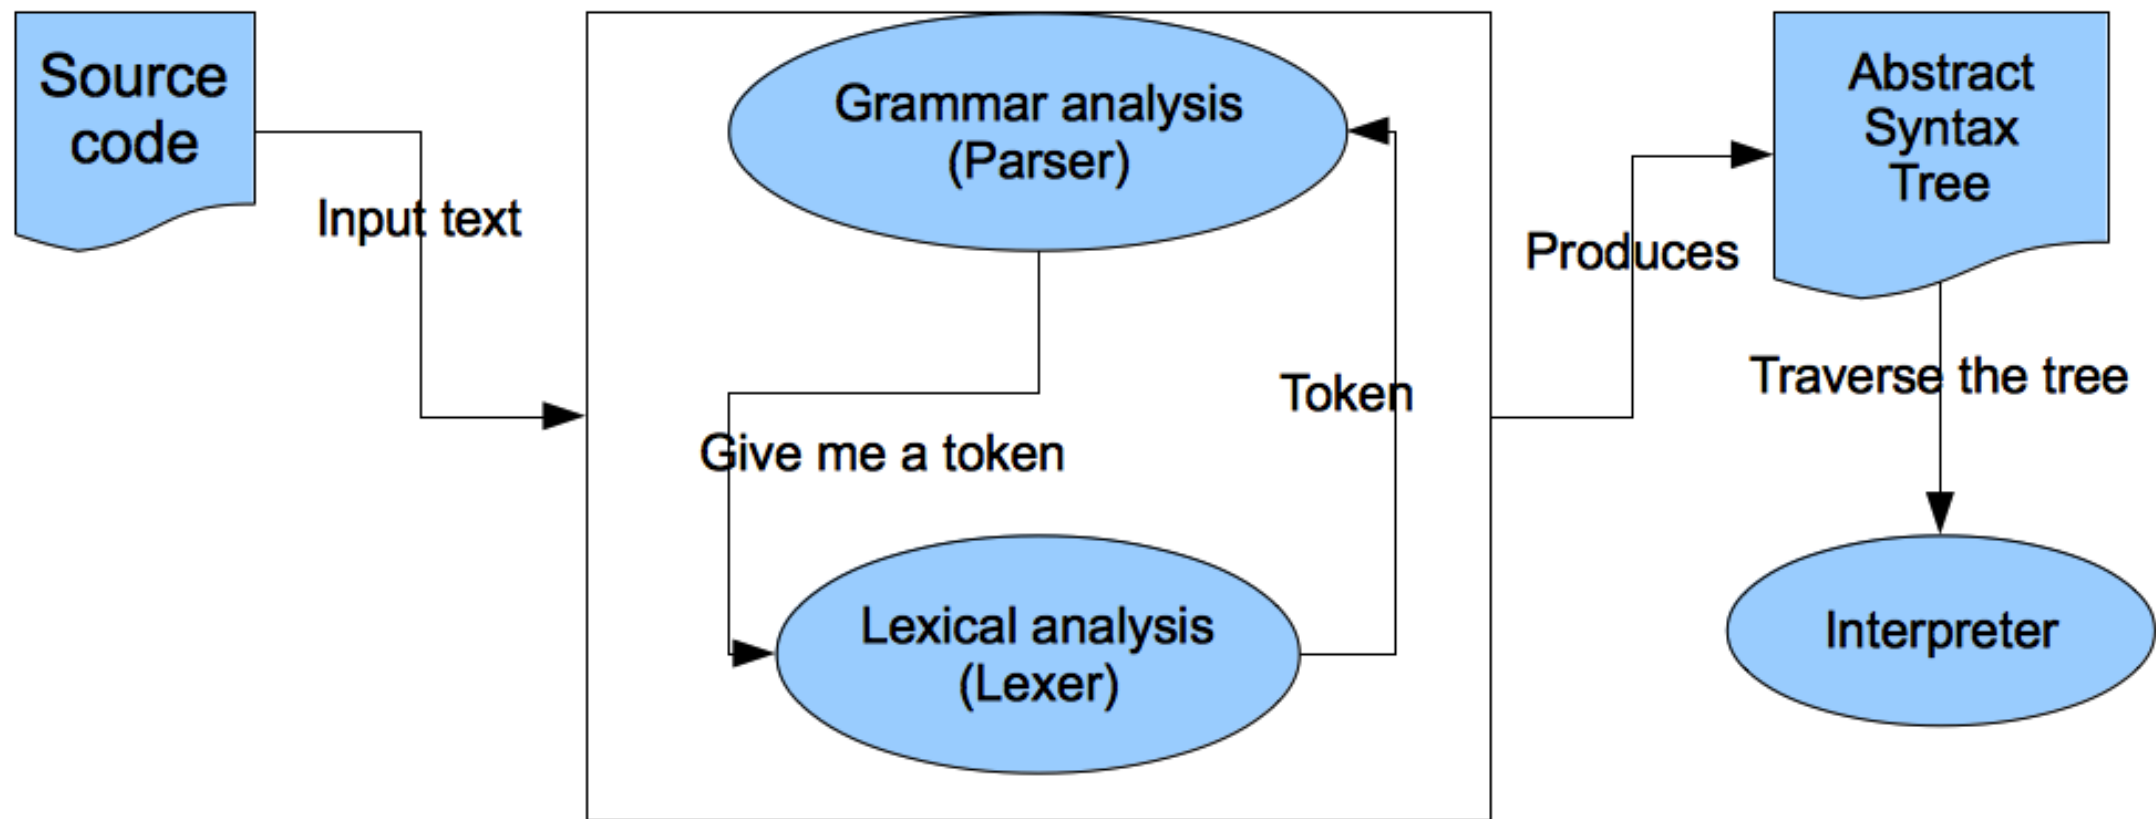 Source
code
Input text
Grammar analysis
(Parser)
Give me a token
Token
Lexical analysis
(Lexer)
Produces
Abstract
Syntax
Tree
Traverse the tree
Interpreter